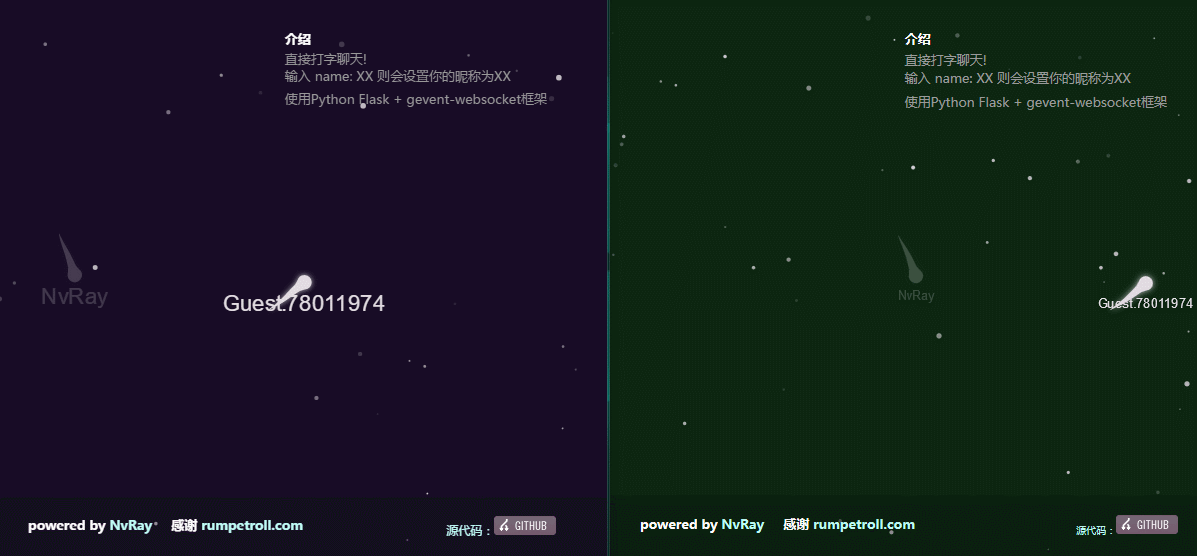 介绍
直接打字聊天!
输入 name: XX 则会设置你的昵称为XX
使用Python Flask + gevent-websocket框架
NvRay
Guest.78011974
powered by NvRay 感谢 rumpetroll.com
源代码 : GITHUB
介绍
直接打字聊天!
输入 name: XX 则会设置你的昵称为XX
使用Python Flask + gevent-websocket框架
NvRay
Guest.78011974
powered by NvRay 感谢 rumpetroll.com
源代码 : GITHUB